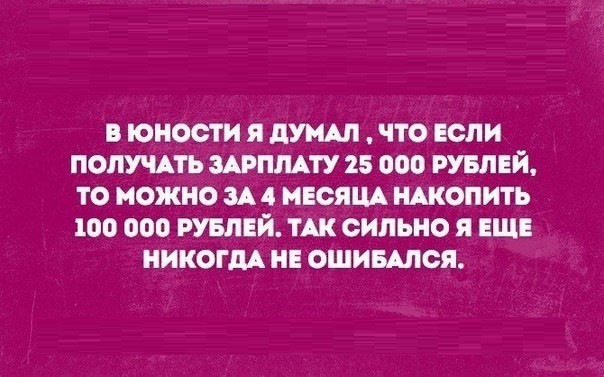 В ЮНОСТИ Я ДУМАЛ , ЧТО ЕСЛИ
ПОЛУЧАТЬ ЗАРПЛАТУ 25 000 РУБЛЕЙ,
ТО МОЖНО ЗА 4 МЕСЯЦА НАКОПИТЬ
100 000 РУБЛЕЙ. ТАК СИЛЬНО Я ЕЩЕ
НИКОГДА НЕ ОШИБАЛСЯ.